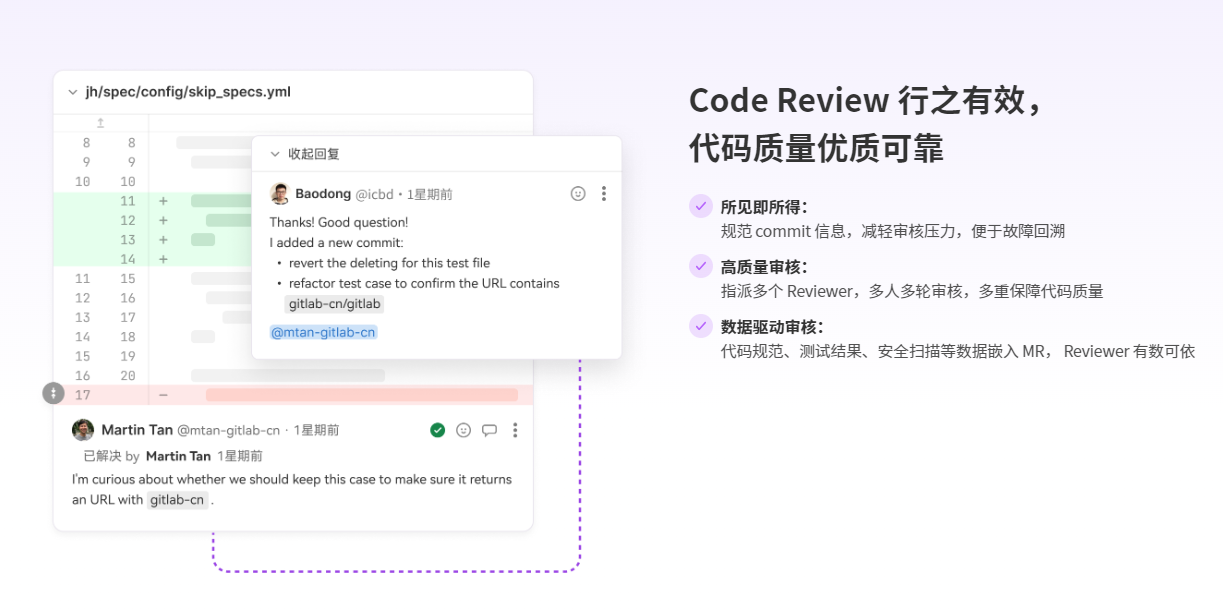 jh/spec/config/skip_specs.yml
8 8
9 9
10 10
11 +
12 +
13 +
14 +
11 15
12 16
13 17
14 18
15 19
16 20
17 −
收起回复
Baodong @icbd · 1星期前
Thanks! Good question!
I added a new commit:
• revert the deleting for this test file
• refactor test case to confirm the URL contains
gitlab-cn/gitlab
@mtan-gitlab-cn
Martin Tan @mtan-gitlab-cn · 1星期前
已解决 by Martin Tan 1星期前
I'm curious about whether we should keep this case to make sure it returns
an URL with gitlab-cn .
Code Review 行之有效，
代码质量优质可靠
所见即所得：
规范 commit 信息，减轻审核压力，便于故障回溯
高质量审核：
指派多个 Reviewer，多人多轮审核，多重保障代码质量
数据驱动审核：
代码规范、测试结果、安全扫描等数据嵌入 MR， Reviewer 有数可依